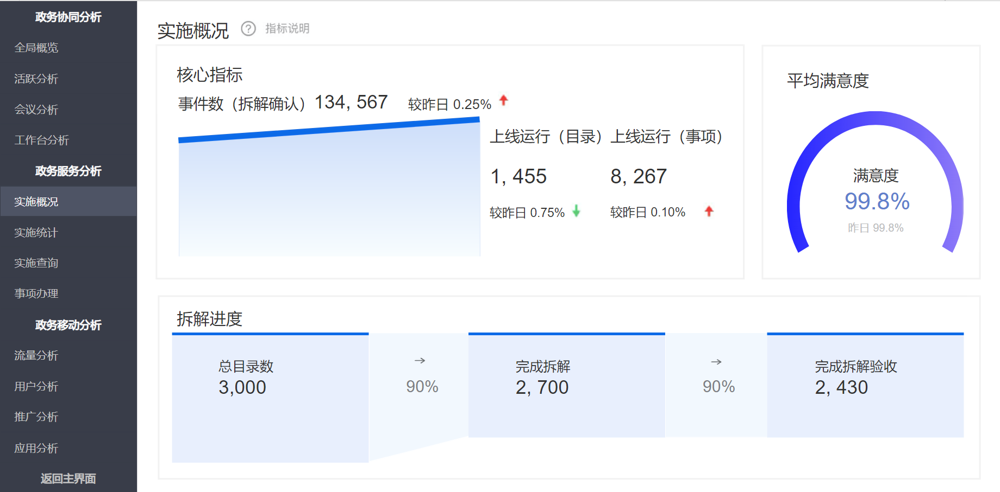 政务协同分析
全局概览
活跃分析
会议分析
工作台分析
政务服务分析
实施概况
实施统计
实施查询
事项办理
政务移动分析
流量分析
用户分析
推广分析
应用分析
返回主界面
实施概况 ? 指标说明
核心指标
事件数（拆解确认）134, 567 较昨日 0.25%
上线运行（目录） 上线运行（事项）
1, 455 8, 267
较昨日 0.75% 较昨日 0.10%
平均满意度
满意度
99.8%
昨日 99.8%
拆解进度
总目录数 → 完成拆解 → 完成拆解验收
3,000 90% 2, 700 90% 2, 430